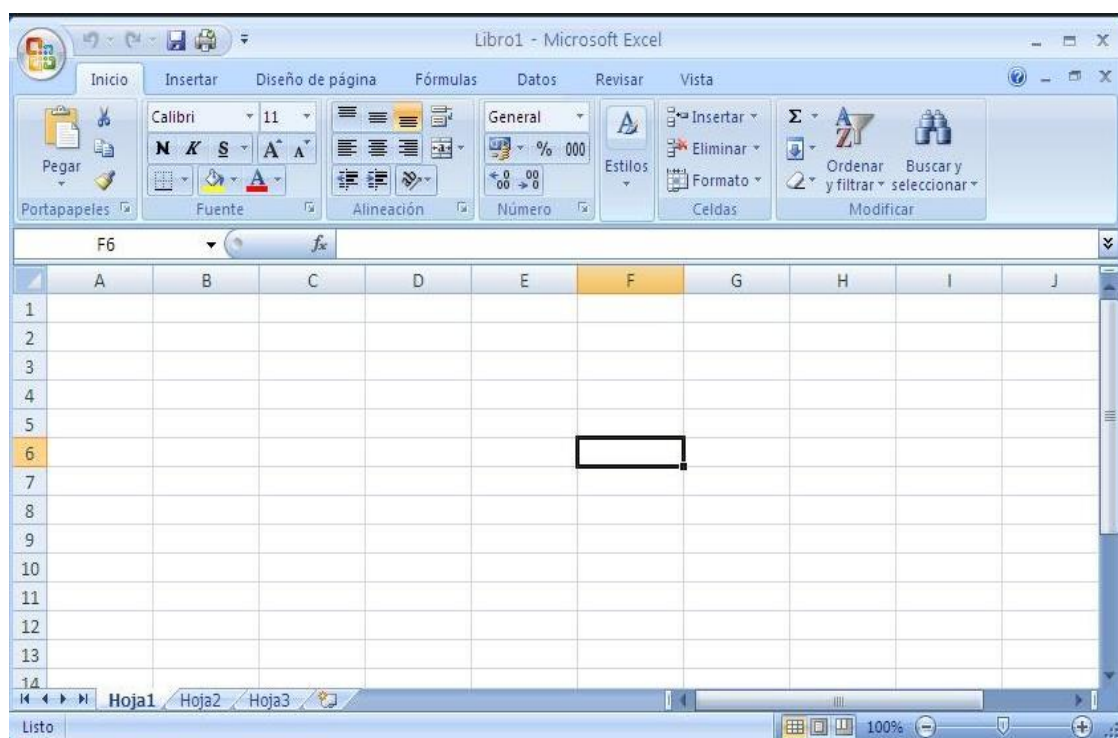 Libro1 - Microsoft Excel
Inicio Insertar Diseño de página Fórmulas Datos Revisar Vista
Calibri 11 General Insertar Σ
N K S A A % 000 Eliminar
Pegar A Estilos Formato Ordenar y filtrar Buscar y seleccionar
Portapapeles Fuente Alineación Número Celdas Modificar
F6 fx
A B C D E F G H I J
1
2
3
4
5
6
7
8
9
10
11
12
13
14
Hoja1 Hoja2 Hoja3
Listo 100%